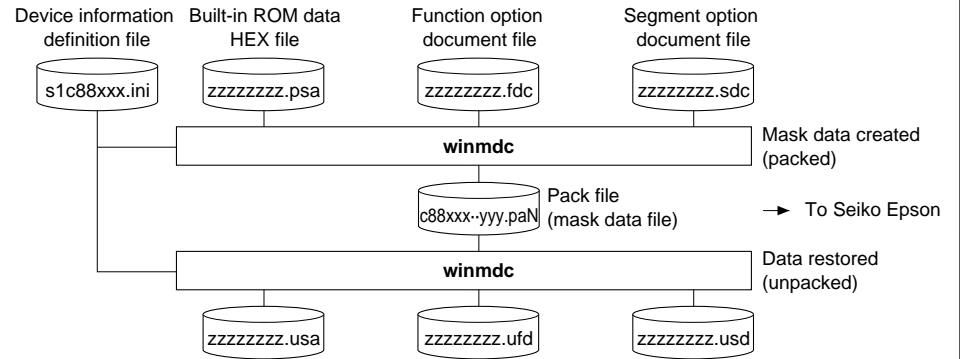 Device information
definition file
Built-in ROM data
HEX file
Function option
document file
Segment option
document file
s1c88xxx.ini
zzzzzzzz.psa
zzzzzzzz.fdc
zzzzzzzz.sdc
winmdc
Mask data created
(packed)
c88xxx··yyy.paN
Pack file
(mask data file)
To Seiko Epson
winmdc
Data restored
(unpacked)
zzzzzzzz.usa
zzzzzzzz.ufd
zzzzzzzz.usd